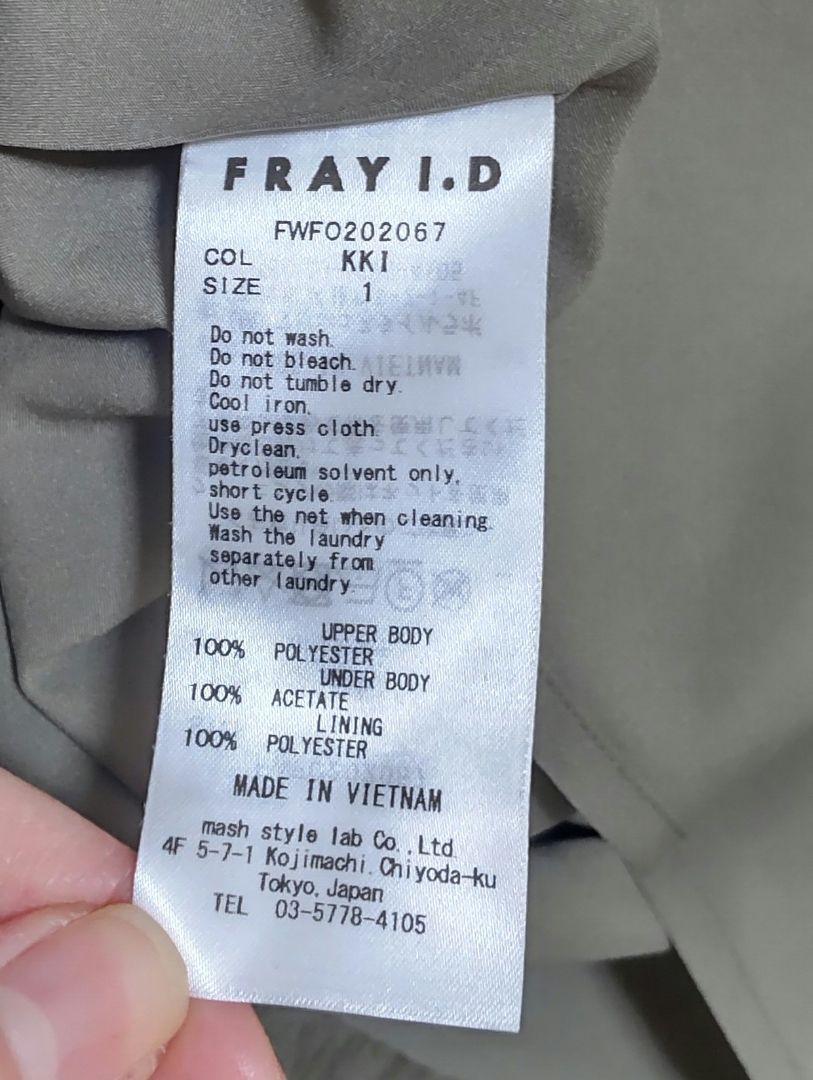 FRAY I.D
FWFO202067
COL KKI
SIZE 1
Do not wash.
Do not bleach.
Do not tumble dry.
Cool iron.
use press cloth.
Dryclean.
petroleum solvent only,
short cycle.
Use the net when cleaning.
Wash the laundry
separately from
other laundry.
UPPER BODY
100% POLYESTER
UNDER BODY
100% ACETATE
LINING
100% POLYESTER
MADE IN VIETNAM
mash style lab Co.,Ltd.
4F 5-7-1 Kojimachi.Chiyoda-ku
Tokyo, Japan
TEL 03-5778-4105